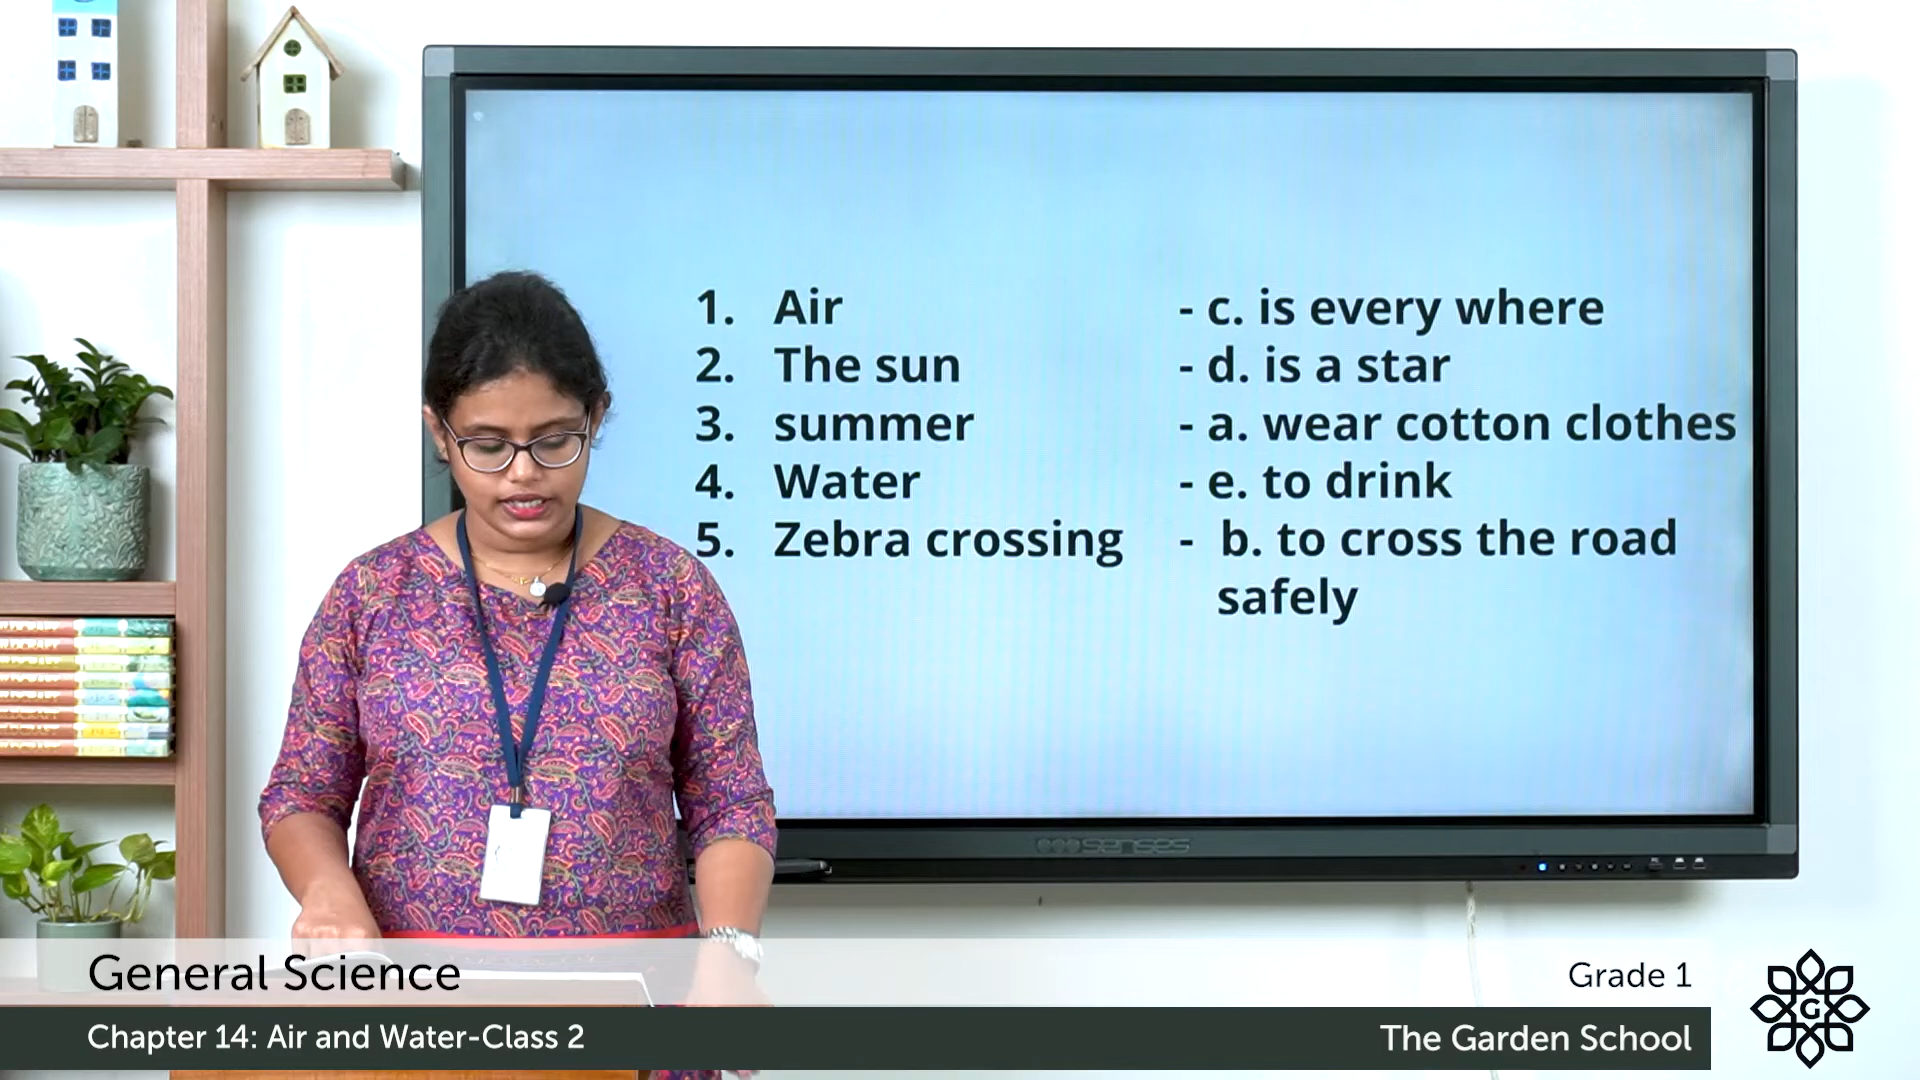 1. Air - c. is every where
2. The sun - d. is a star
3. summer - a. wear cotton clothes
4. Water - e. to drink
5. Zebra crossing - b. to cross the road
safely
senses
General Science
Grade 1
G
Chapter 14: Air and Water-Class 2
The Garden School